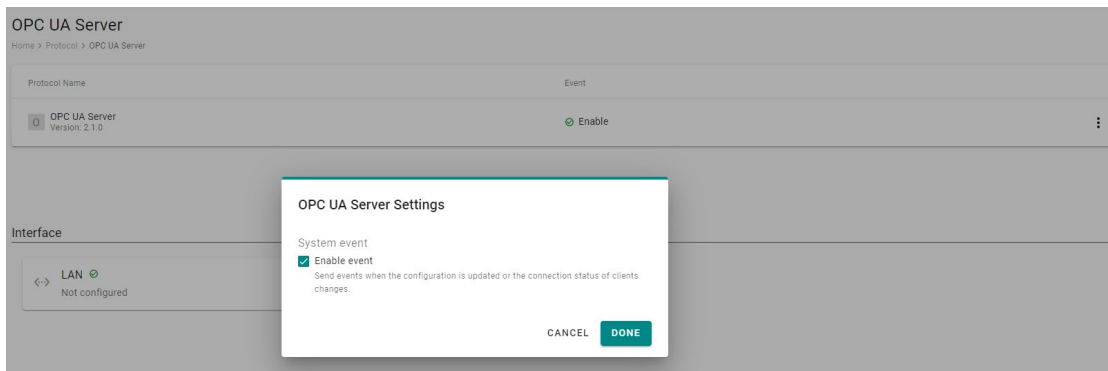 OPC UA Server
Home > Protocol > OPC UA Server
Protocol Name Event
O OPC UA Server
Version: 2.1.0
Enable
OPC UA Server Settings
System event
Enable event
Send events when the configuration is updated or the connection status of clients
changes.
CANCEL DONE
Interface
LAN
Not configured